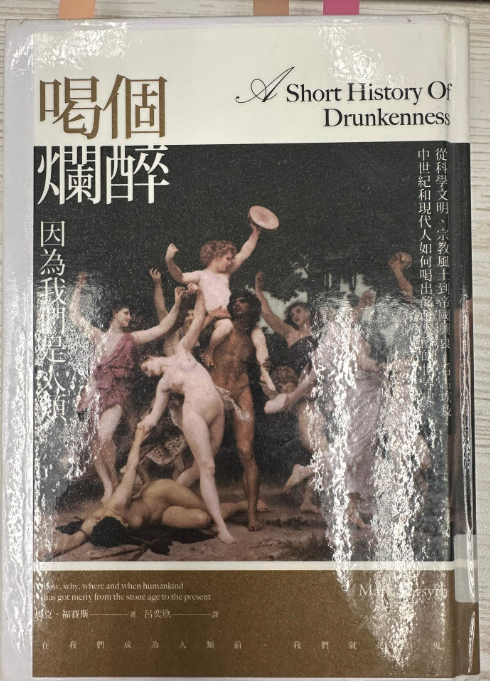 A Short History Of
Drunkenness
喝個
爛醉
因為我們是人類
從科學文明、宗教風土到帝國
中世紀和現代人如何喝出
How, why, where and when humankind
has got merry from the stone age to the present
Mark Forsyth
馬克・福賽斯 著 呂奕欣 譯
在我們成為人類前，我們就 鬼